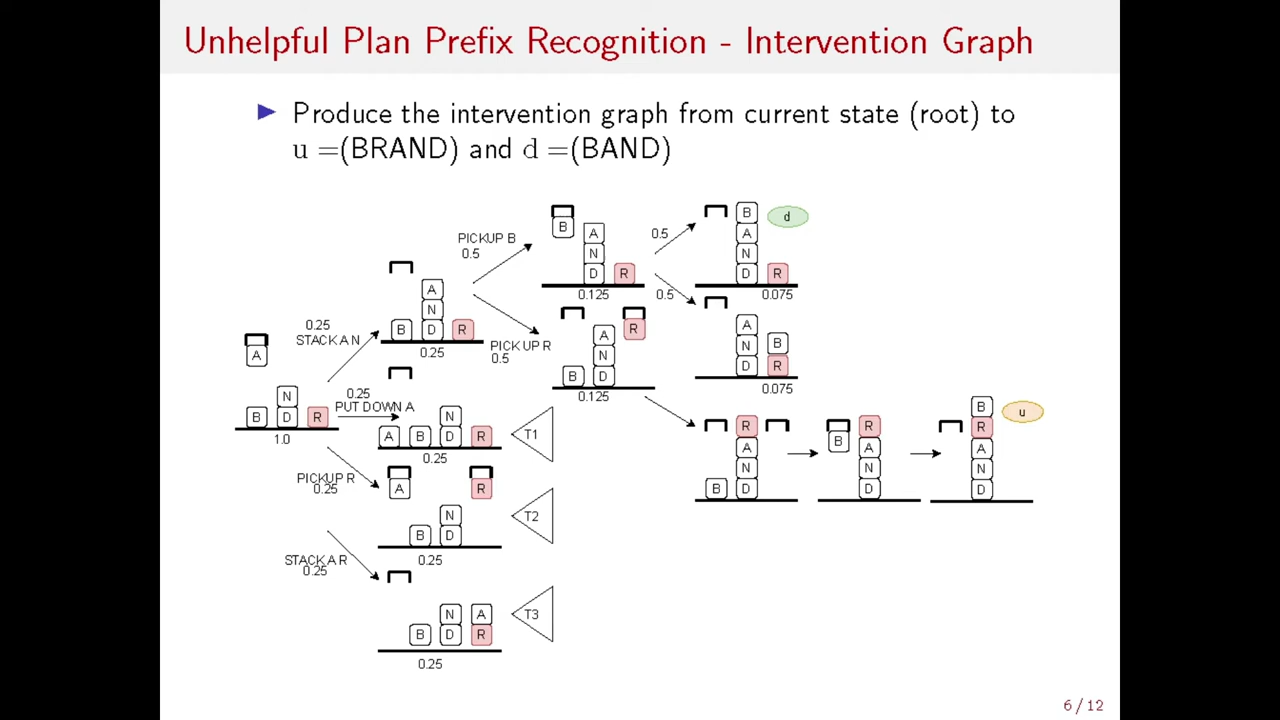 Unhelpful Plan Prefix Recognition - Intervention Graph
Produce the intervention graph from current state (root) to
u =(BRAND) and d =(BAND)
A
N
B D R
1.0
0.25
STACK A N
0.25
PUT DOWN A
PICKUP R
0.25
STACK A R
0.25
A
N
B D R
0.25
N
A B D R
0.25
T1
A R
N
B D
0.25
T2
N A
B D R
0.25
T3
PICKUP B
0.5
PICKUP R
0.5
B A
N
D R
0.125
R
A
N
B D
0.125
0.5
0.5
B
A
N
D R
0.075
d
A
N B
D R
0.075
R
A
N
B D
R
B A
N
D
B
R
A
N
D
u
6 / 12